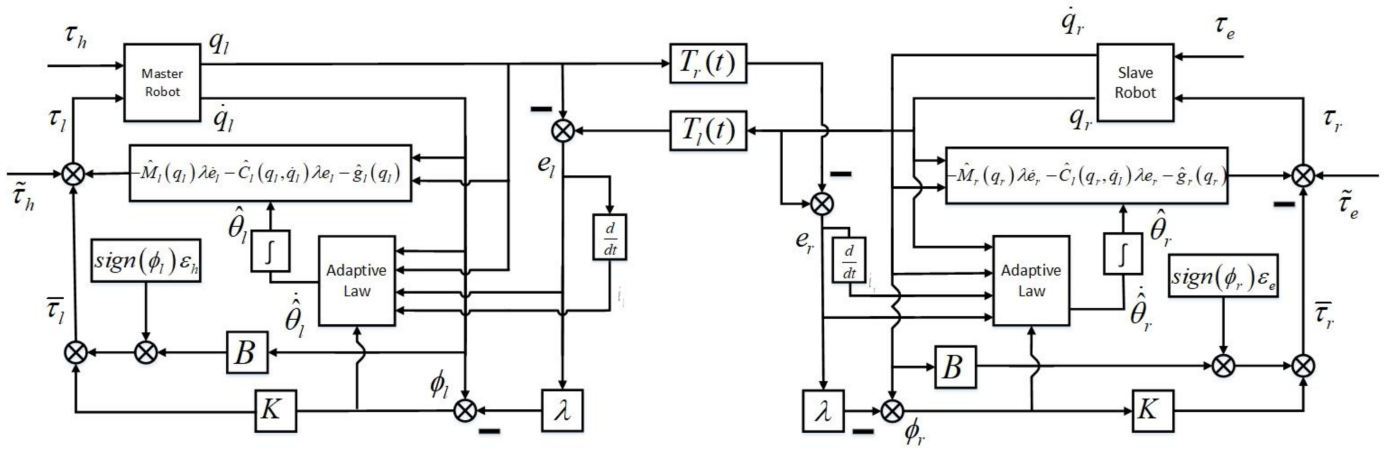 τ_h
Master
Robot
q_l
q̇_l
T_r(t)
T_l(t)
q̇_r
q_r
Slave
Robot
τ_e
τ_l
τ_r
τ̃_h
-M̂_l(q_l)λė_l-Ĉ_l(q_l,q̇_l)λe_l-ĝ_l(q_l)
e_l
-M̂_r(q_r)λė_r-Ĉ_l(q_r,q̇_l)λe_r-ĝ_r(q_r)
τ̃_e
θ̂_l
∫
d/dt
e_r
d/dt
θ̂_r
∫
sign(φ_l)ε_h
Adaptive
Law
Adaptive
Law
sign(φ_r)ε_e
θ̂̇_l
θ̂̇_r
τ̄_l
τ̄_r
B
B
φ_l
K
λ
λ
φ_r
K